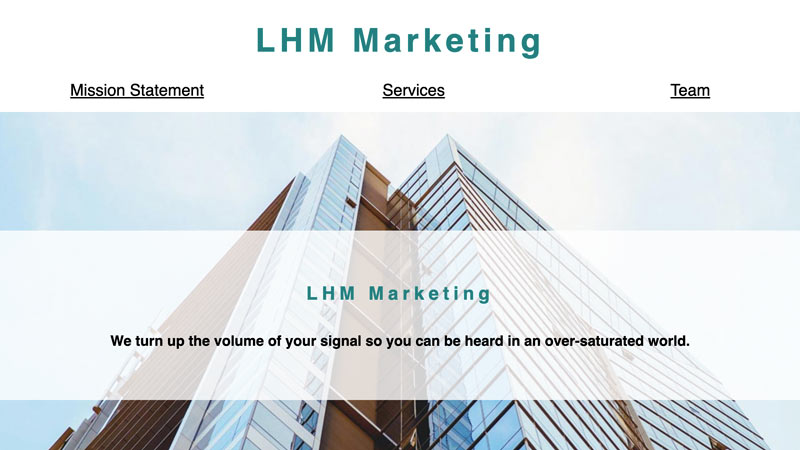 LHM Marketing
Mission Statement Services Team
LHM Marketing
We turn up the volume of your signal so you can be heard in an over-saturated world.